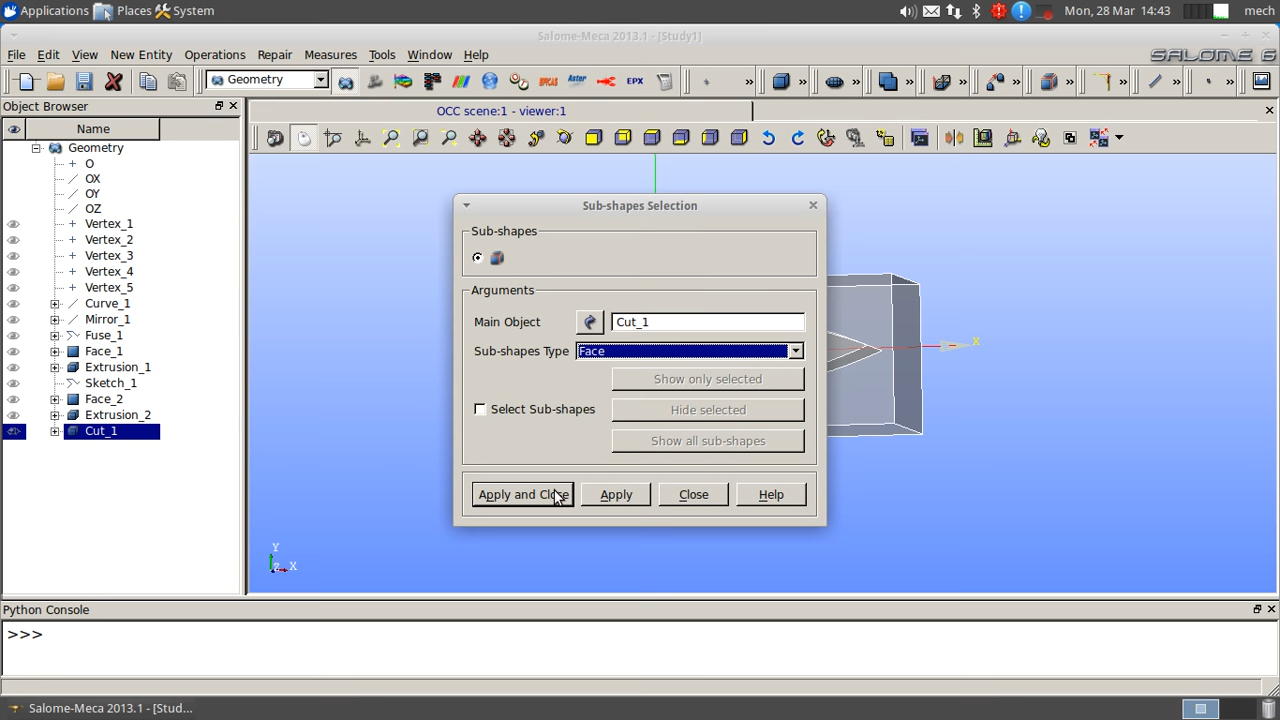 Applications Places System
Mon, 28 Mar 14:43 mech
Salome-Meca 2013.1 - [Study1]
File Edit View New Entity Operations Repair Measures Tools Window Help
SALOME 6
Geometry
EFICAS
Aster
EPX
Object Browser
OCC scene:1 - viewer:1
Name
Geometry
O
OX
OY
OZ
Vertex_1
Vertex_2
Vertex_3
Vertex_4
Vertex_5
Curve_1
Mirror_1
Fuse_1
Face_1
Extrusion_1
Sketch_1
Face_2
Extrusion_2
Cut_1
Sub-shapes Selection
Sub-shapes
Arguments
Main Object Cut_1
Sub-shapes Type Face
Show only selected
Select Sub-shapes Hide selected
Show all sub-shapes
Apply and Close Apply Close Help
X
Y
Z X
Python Console
>>>
Salome-Meca 2013.1 - [Stud...